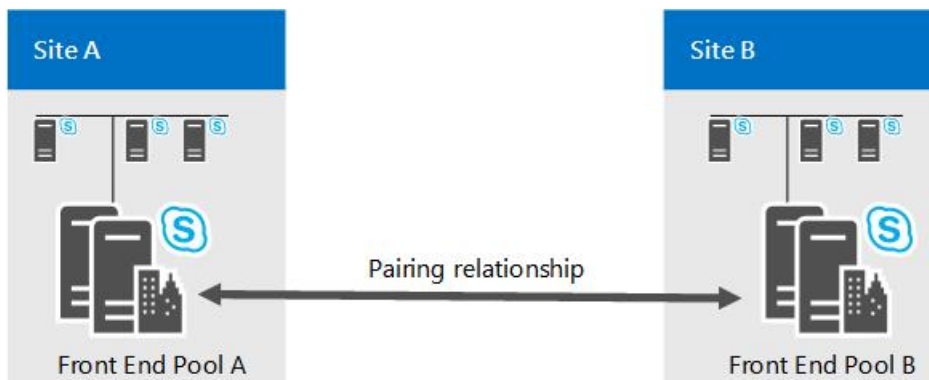 Site A
Site B
S
S
S
S
S
S
S
S
Pairing relationship
Front End Pool A
Front End Pool B